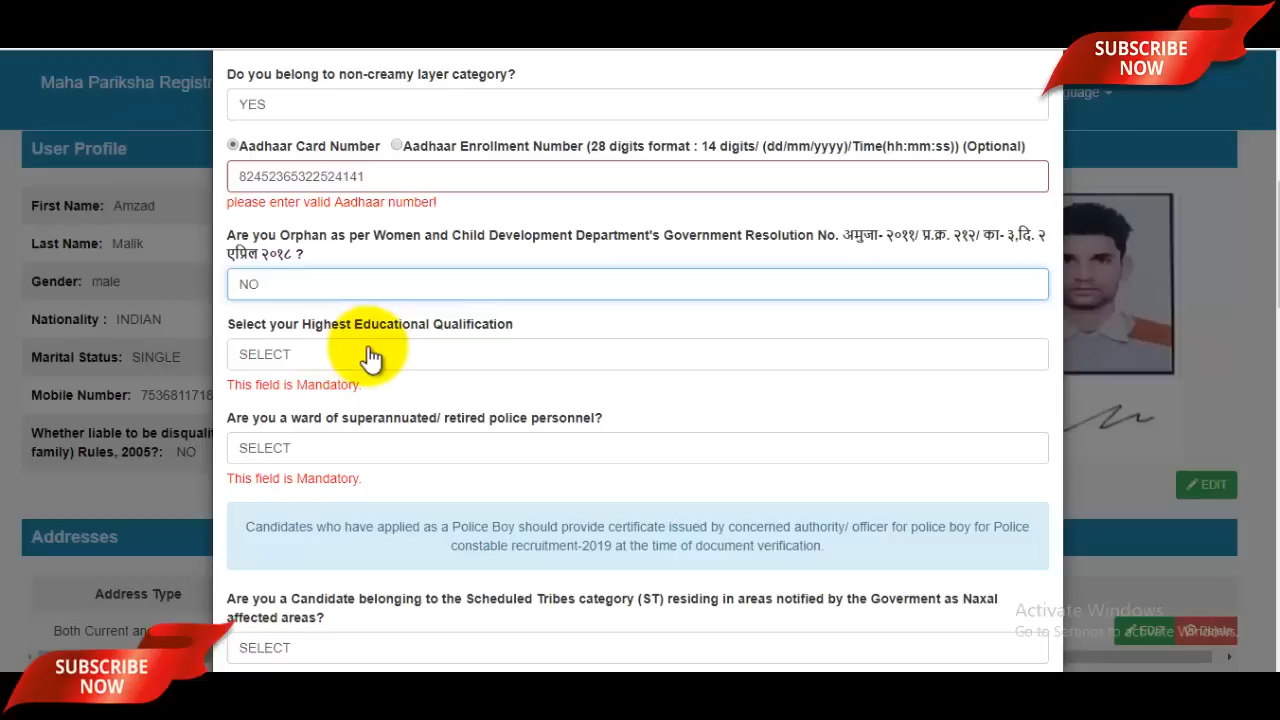 SUBSCRIBE
NOW
Maha Pariksha Registr
guage
User Profile
First Name: Amzad
Last Name: Malik
Gender: male
Nationality : INDIAN
Marital Status: SINGLE
Mobile Number: 7536811718
Whether liable to be disquali
family) Rules, 2005?: NO
EDIT
Addresses
Address Type
Both Current an
EDIT
Do you belong to non-creamy layer category?
YES
Aadhaar Card Number Aadhaar Enrollment Number (28 digits format : 14 digits/ (dd/mm/yyyy)/Time(hh:mm:ss)) (Optional)
82452365322524141
please enter valid Aadhaar number!
Are you Orphan as per Women and Child Development Department's Government Resolution No. अमुजा- २०११/ प्र.क्र. २१२/ का- ३,दि. २
एप्रिल २०१८ ?
NO
Select your Highest Educational Qualification
SELECT
This field is Mandatory.
Are you a ward of superannuated/ retired police personnel?
SELECT
This field is Mandatory.
Candidates who have applied as a Police Boy should provide certificate issued by concerned authority/ officer for police boy for Police
constable recruitment-2019 at the time of document verification.
Are you a Candidate belonging to the Scheduled Tribes category (ST) residing in areas notified by the Goverment as Naxal
affected areas?
SELECT
Activate Windows
Go to Settings to activate Windows.
SUBSCRIBE
NOW